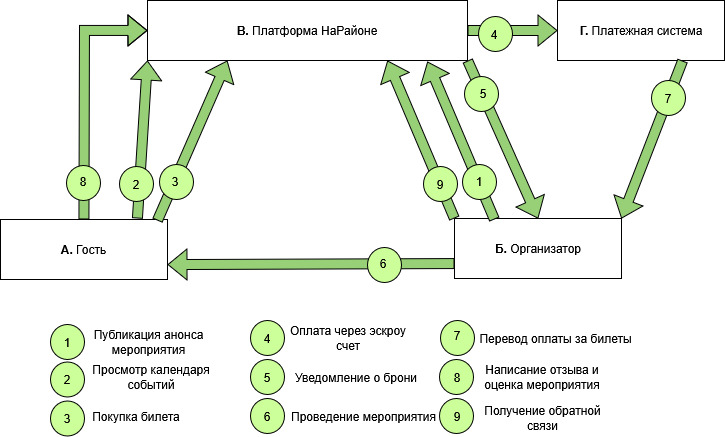 В. Платформа НаРайоне
Г. Платежная система
4
5
7
8
2
3
9
1
А. Гость
Б. Организатор
6
1
Публикация анонса
мероприятия
4
Оплата через эскроу
счет
7
Перевод оплаты за билеты
2
Просмотр календаря
событий
5
Уведомление о брони
8
Написание отзыва и
оценка мероприятия
3
Покупка билета
6
Проведение мероприятия
9
Получение обратной
связи